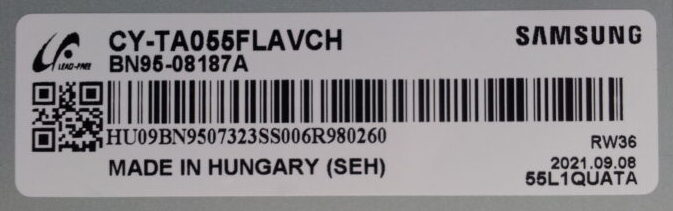 CY-TA055FLAVCH
SAMSUNG
LEAD-FREE
BN95-08187A
HU09BN9507323SS006R980260
RW36
MADE IN HUNGARY (SEH)
2021.09.08
55L1QUATA